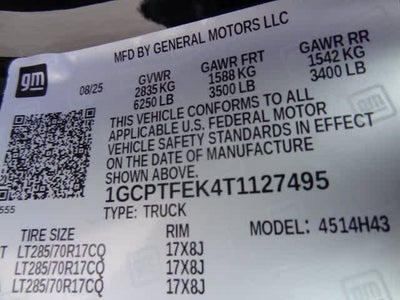 MFD BY GENERAL MOTORS LLC
gm
08/25 GVWR GAWR FRT GAWR RR
2835 KG 1588 KG 1542 KG
6250 LB 3500 LB 3400 LB
THIS VEHICLE CONFORMS TO ALL
APPLICABLE U.S. FEDERAL MOTOR
VEHICLE SAFETY STANDARDS IN EFFECT
ON THE DATE OF MANUFACTURE
SHOWN ABOVE.
1GCPTFEK4T1127495
555 TYPE: TRUCK MODEL: 4514H43
TIRE SIZE RIM
LT285/70R17CQ 17X8J
LT285/70R17CQ 17X8J
LT285/70R17CQ 17X8J